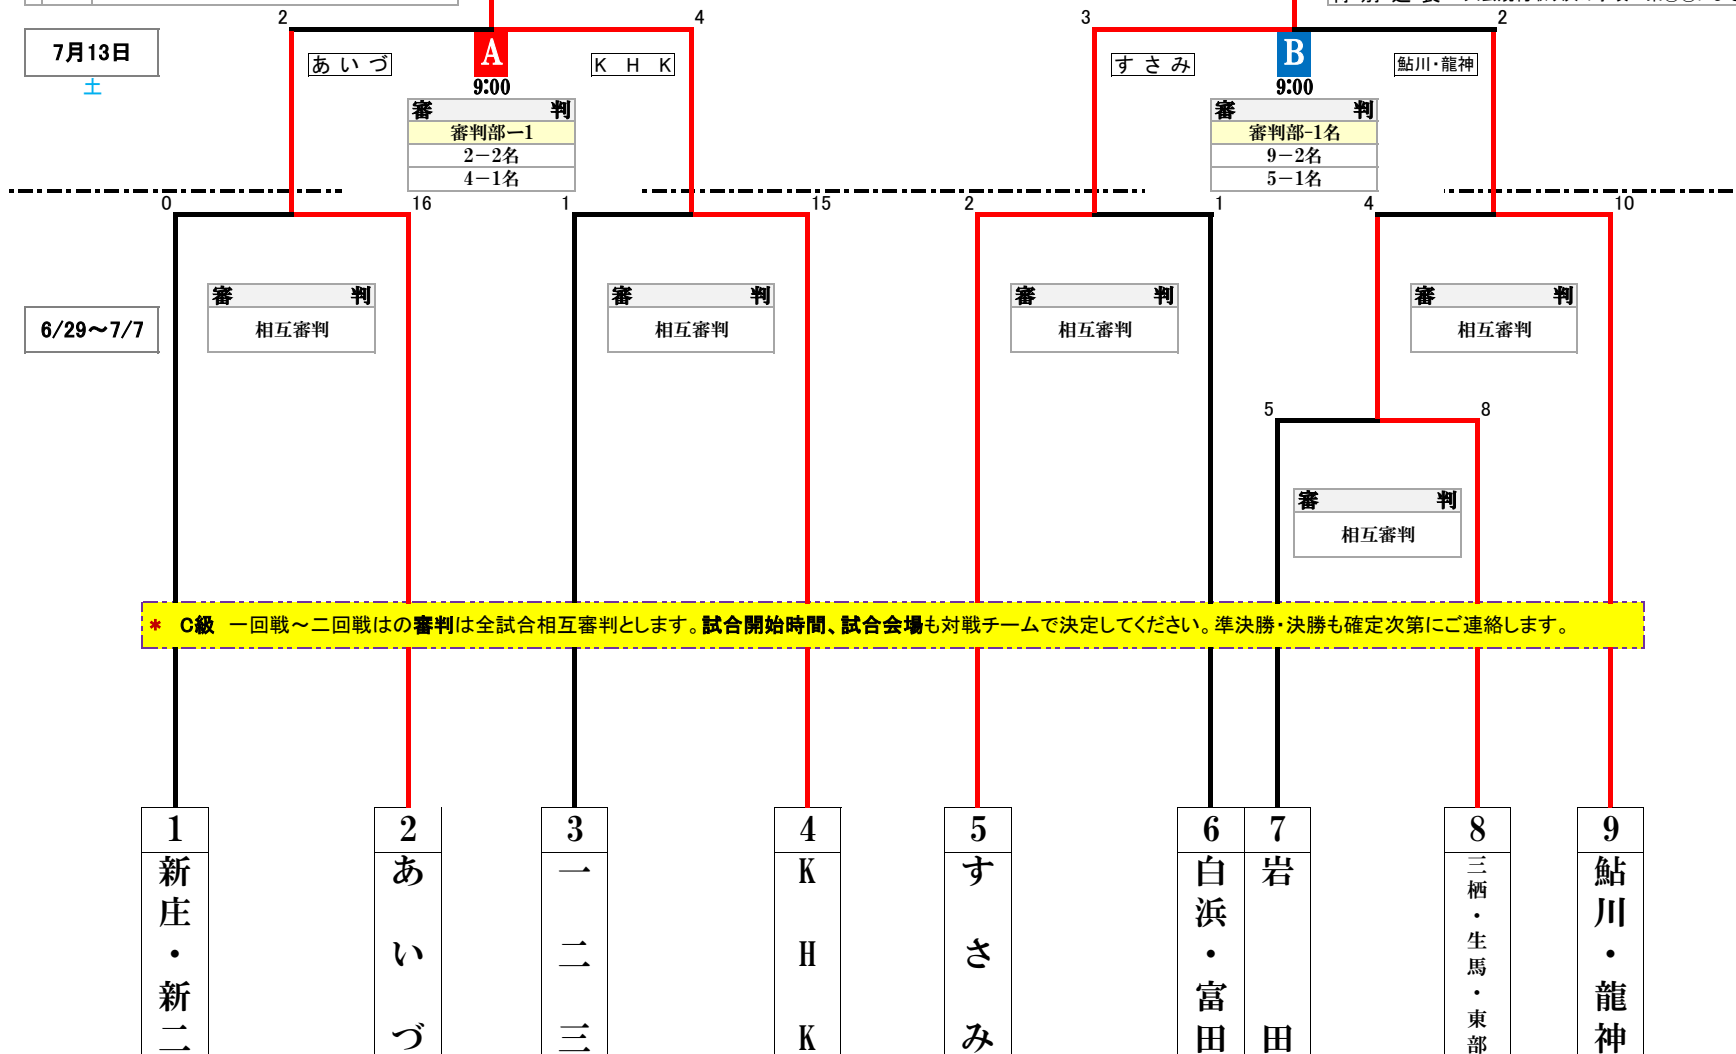 2
4
3
2
7月13日
土
あいづ
A
KHK
すさみ
B
鮎川・龍神
9:00
9:00
審判
審判
審判部ー1
審判部-1名
2－2名
9－2名
4－1名
5－1名
0
16
1
15
2
1
4
10
審判
審判
審判
審判
6/29～7/7
相互審判
相互審判
相互審判
相互審判
5
8
審判
相互審判
* C級 一回戦～二回戦はの審判は全試合相互審判とします。試合開始時間、試合会場も対戦チームで決定してください。準決勝・決勝も確定次第にご連絡します。
1
新庄・新二
2
あいづ
3
一二三
4
KHK
5
すさみ
6
白浜・富田
7
岩田
8
三栖・生馬・東部
9
鮎川・龍神